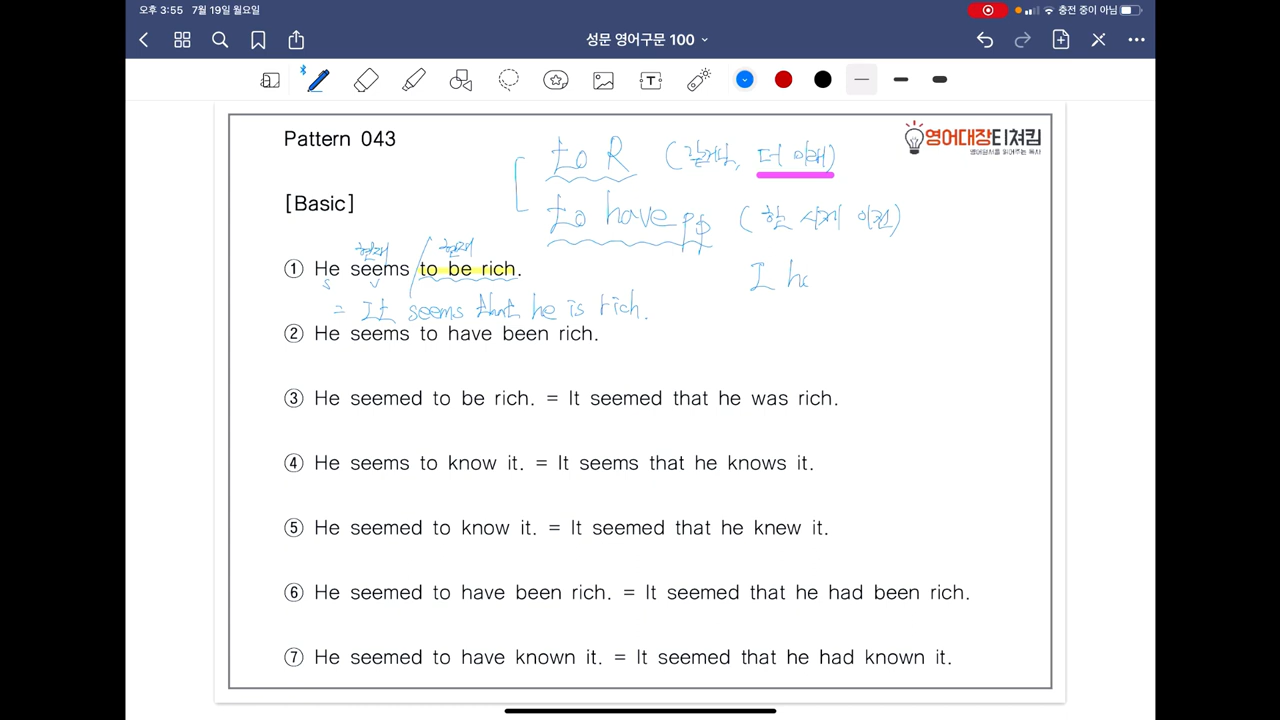 오후 3:55 7월 19일 월요일
충전 중이 아님
성문 영어구문 100
T
Pattern 043
to R (같거나, 더 미래)
영어대장티쳐킴
[Basic]
to have pp (한 시제 이전)
현재 / 현재
① He seems to be rich.
S V
I ha
= It seems that he is rich.
② He seems to have been rich.
③ He seemed to be rich. = It seemed that he was rich.
④ He seems to know it. = It seems that he knows it.
⑤ He seemed to know it. = It seemed that he knew it.
⑥ He seemed to have been rich. = It seemed that he had been rich.
⑦ He seemed to have known it. = It seemed that he had known it.